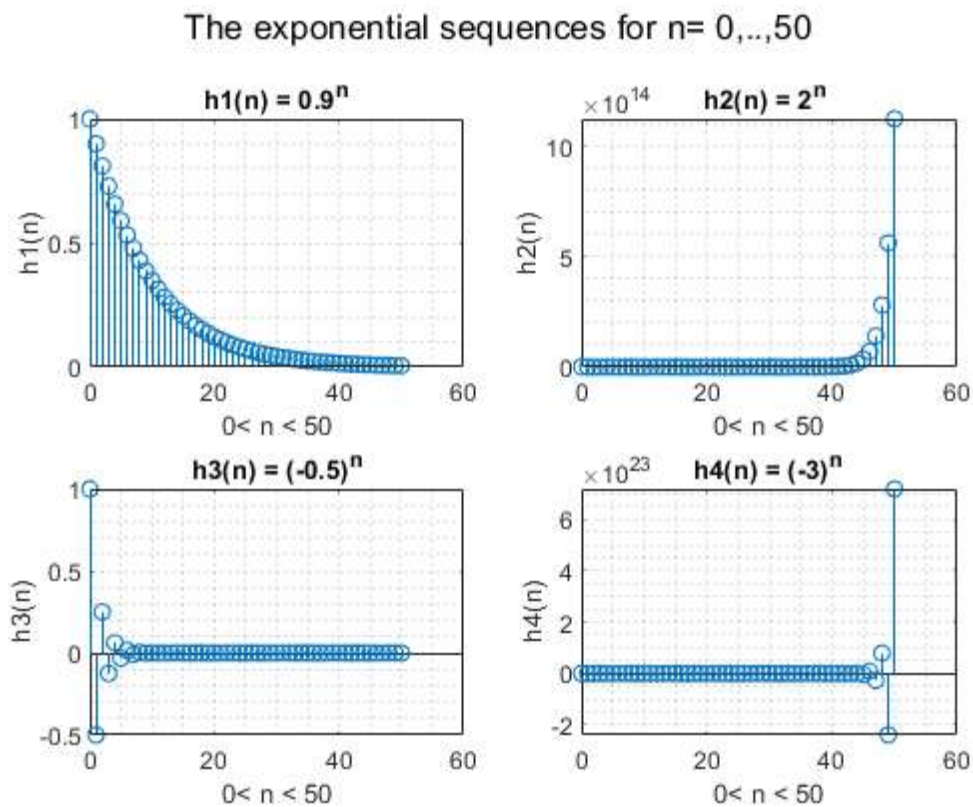 The exponential sequences for n= 0,..,50
h1(n) = 0.9^n
1
0.5
0
h1(n)
0 20 40 60
0< n < 50
×10^14 h2(n) = 2^n
10
5
0
h2(n)
0 20 40 60
0< n < 50
h3(n) = (-0.5)^n
1
0.5
0
-0.5
h3(n)
0 20 40 60
0< n < 50
×10^23 h4(n) = (-3)^n
6
4
2
0
-2
h4(n)
0 20 40 60
0< n < 50